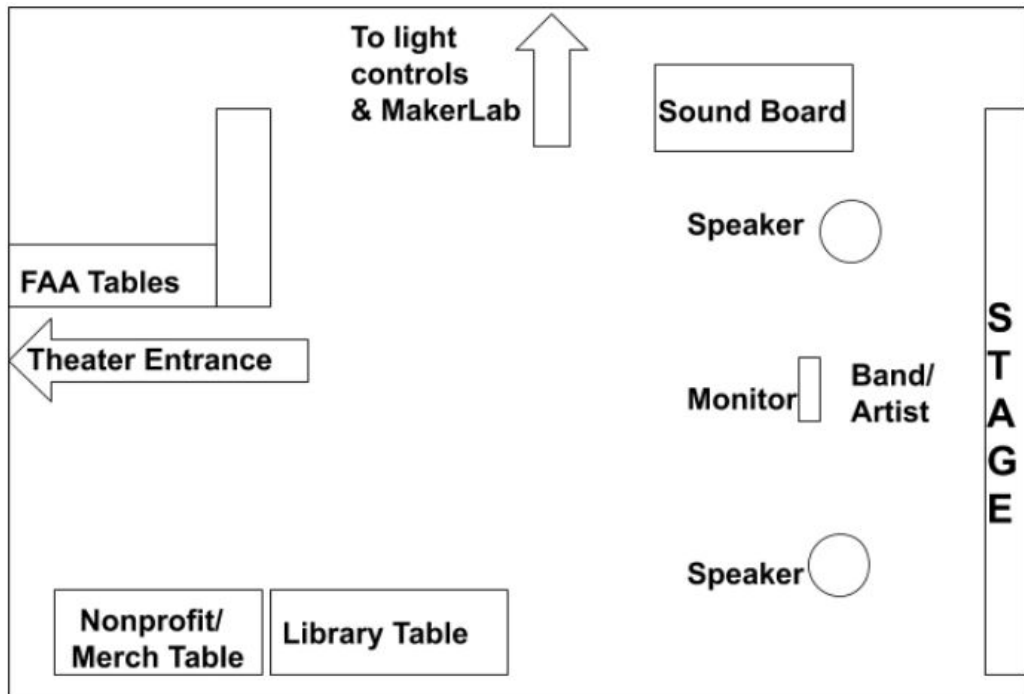 To light
controls
& MakerLab
Sound Board
Speaker
FAA Tables
Theater Entrance
Monitor
Band/
Artist
STAGE
Speaker
Nonprofit/
Merch Table
Library Table